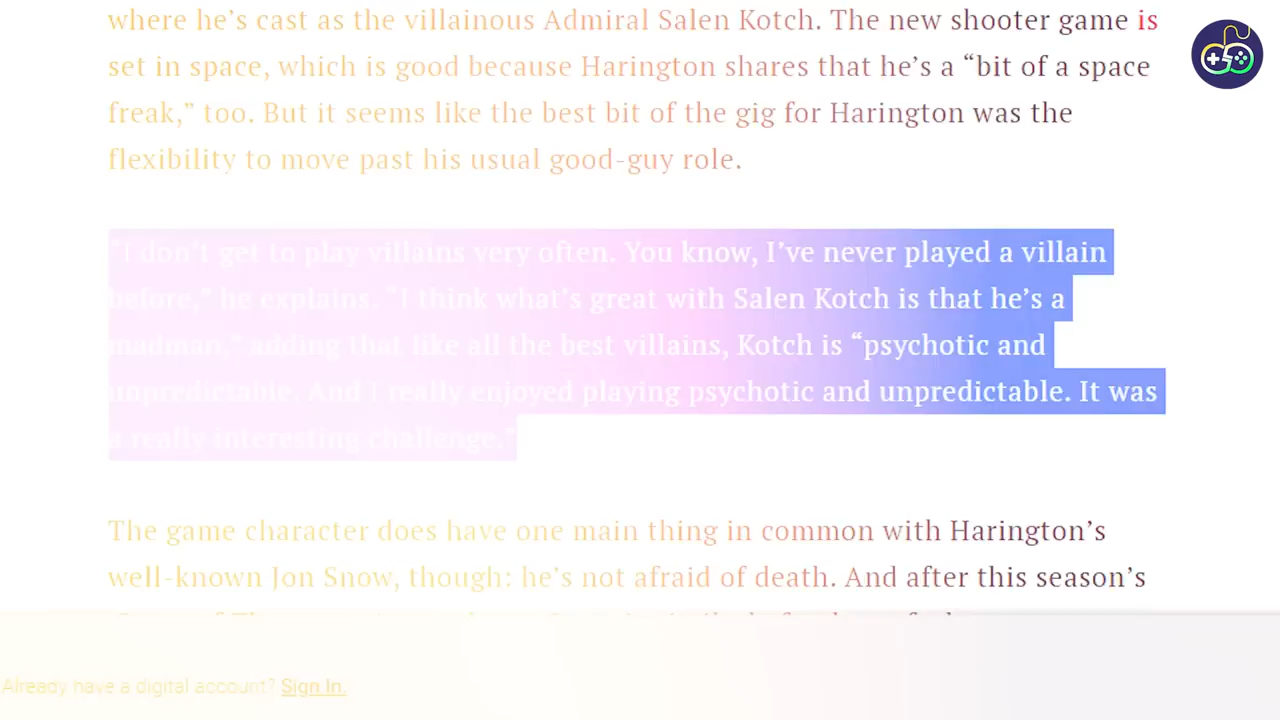 where he's cast as the villainous Admiral Salen Kotch. The new shooter game is
set in space, which is good because Harington shares that he's a “bit of a space
freak,” too. But it seems like the best bit of the gig for Harington was the
flexibility to move past his usual good-guy role.
“I don't get to play villains very often. You know, I've never played a villain
before,” he explains. “I think what's great with Salen Kotch is that he's a
madman,” adding that like all the best villains, Kotch is “psychotic and
unpredictable. And I really enjoyed playing psychotic and unpredictable. It was
a really interesting challenge.”
The game character does have one main thing in common with Harington's
well-known Jon Snow, though: he's not afraid of death. And after this season's
Already have a digital account? Sign In.